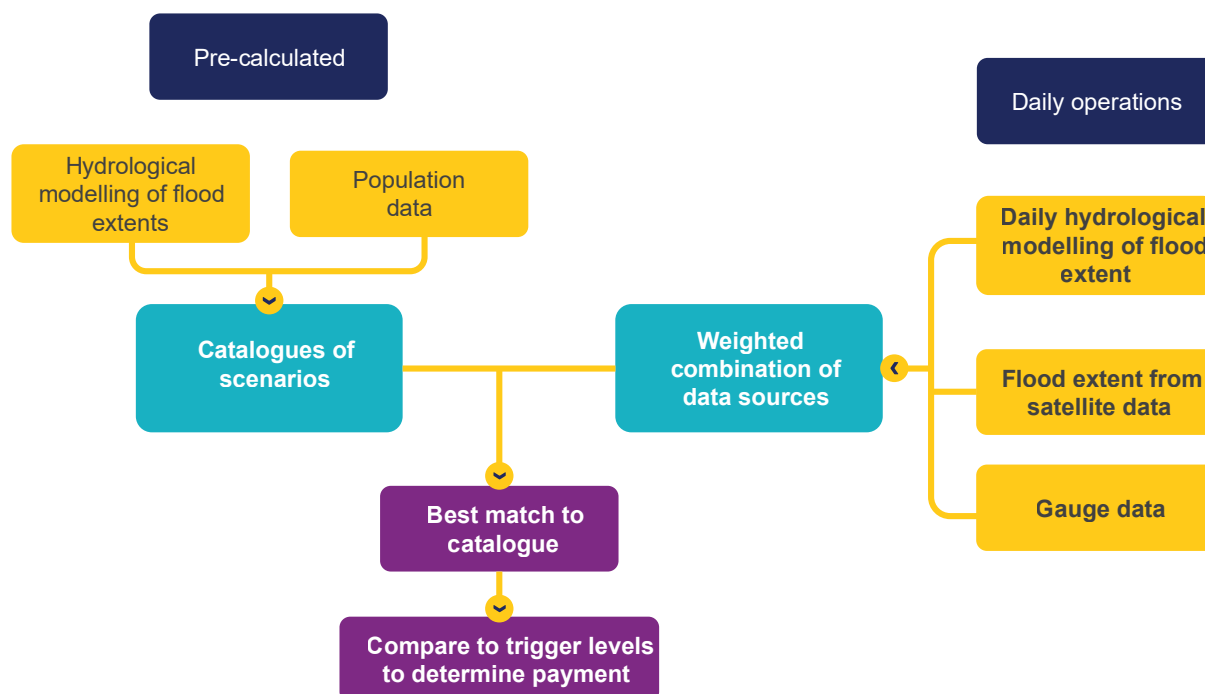 Pre-calculated
Daily operations
Hydrological
modelling of flood
extents
Population
data
Daily hydrological
modelling of flood
extent
Catalogues of
scenarios
Weighted
combination of
data sources
Flood extent from
satellite data
Gauge data
Best match to
catalogue
Compare to trigger levels
to determine payment